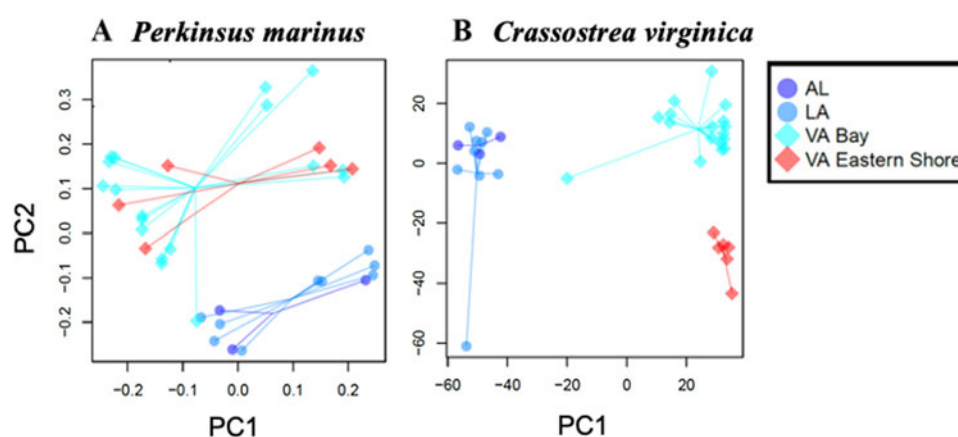 A Perkinsus marinus
B Crassostrea virginica
PC2
0.3
0.2
0.1
0.0
−0.1
−0.2
−0.2 −0.1 0.0 0.1 0.2
PC1
20
0
−20
−40
−60
−60 −40 −20 0 20
PC1
AL
LA
VA Bay
VA Eastern Shore